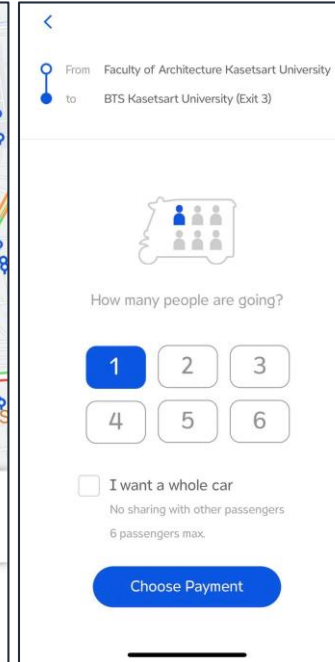 From Faculty of Architecture Kasetsart University
to BTS Kasetsart University (Exit 3)
How many people are going?
1 2 3
4 5 6
I want a whole car
No sharing with other passengers
6 passengers max.
Choose Payment